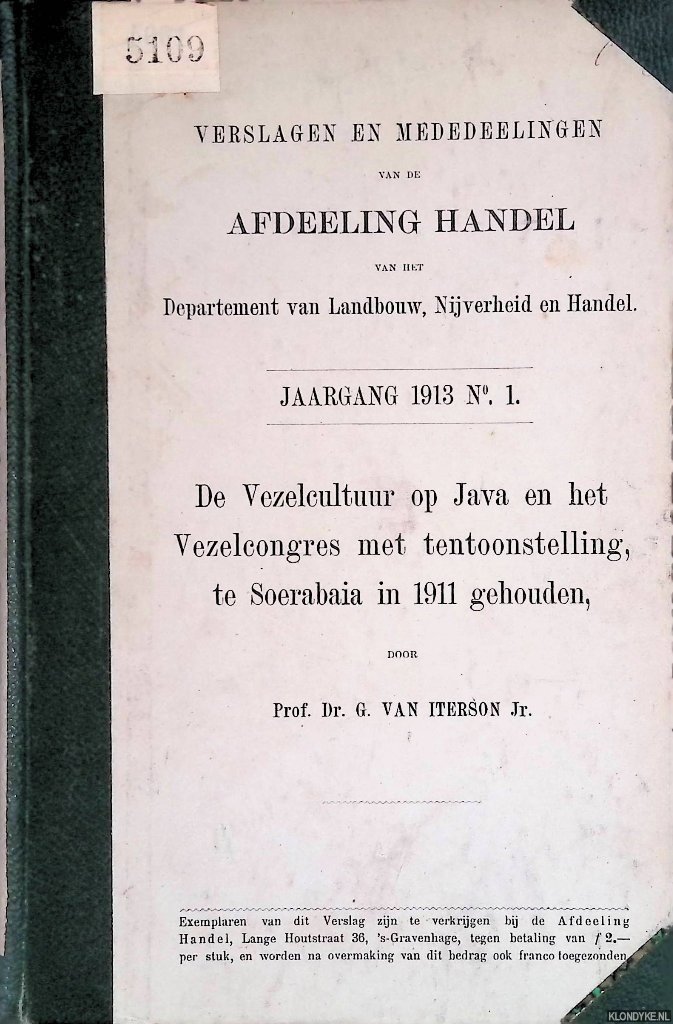 5109
VERSLAGEN EN MEDEDEELINGEN
VAN DE
AFDEELING HANDEL
VAN HET
Departement van Landbouw, Nijverheid en Handel.
JAARGANG 1913 Nº. 1.
De Vezelcultuur op Java en het
Vezelcongres met tentoonstelling,
te Soerabaia in 1911 gehouden,
DOOR
Prof. Dr. G. VAN ITERSON Jr.
Exemplaren van dit Verslag zijn te verkrijgen bij de Afdeeling
Handel, Lange Houtstraat 36, 's-Gravenhage, tegen betaling van ƒ 2.—
per stuk, en worden na overmaking van dit bedrag ook franco toegezonden
KLONDYKE.NL